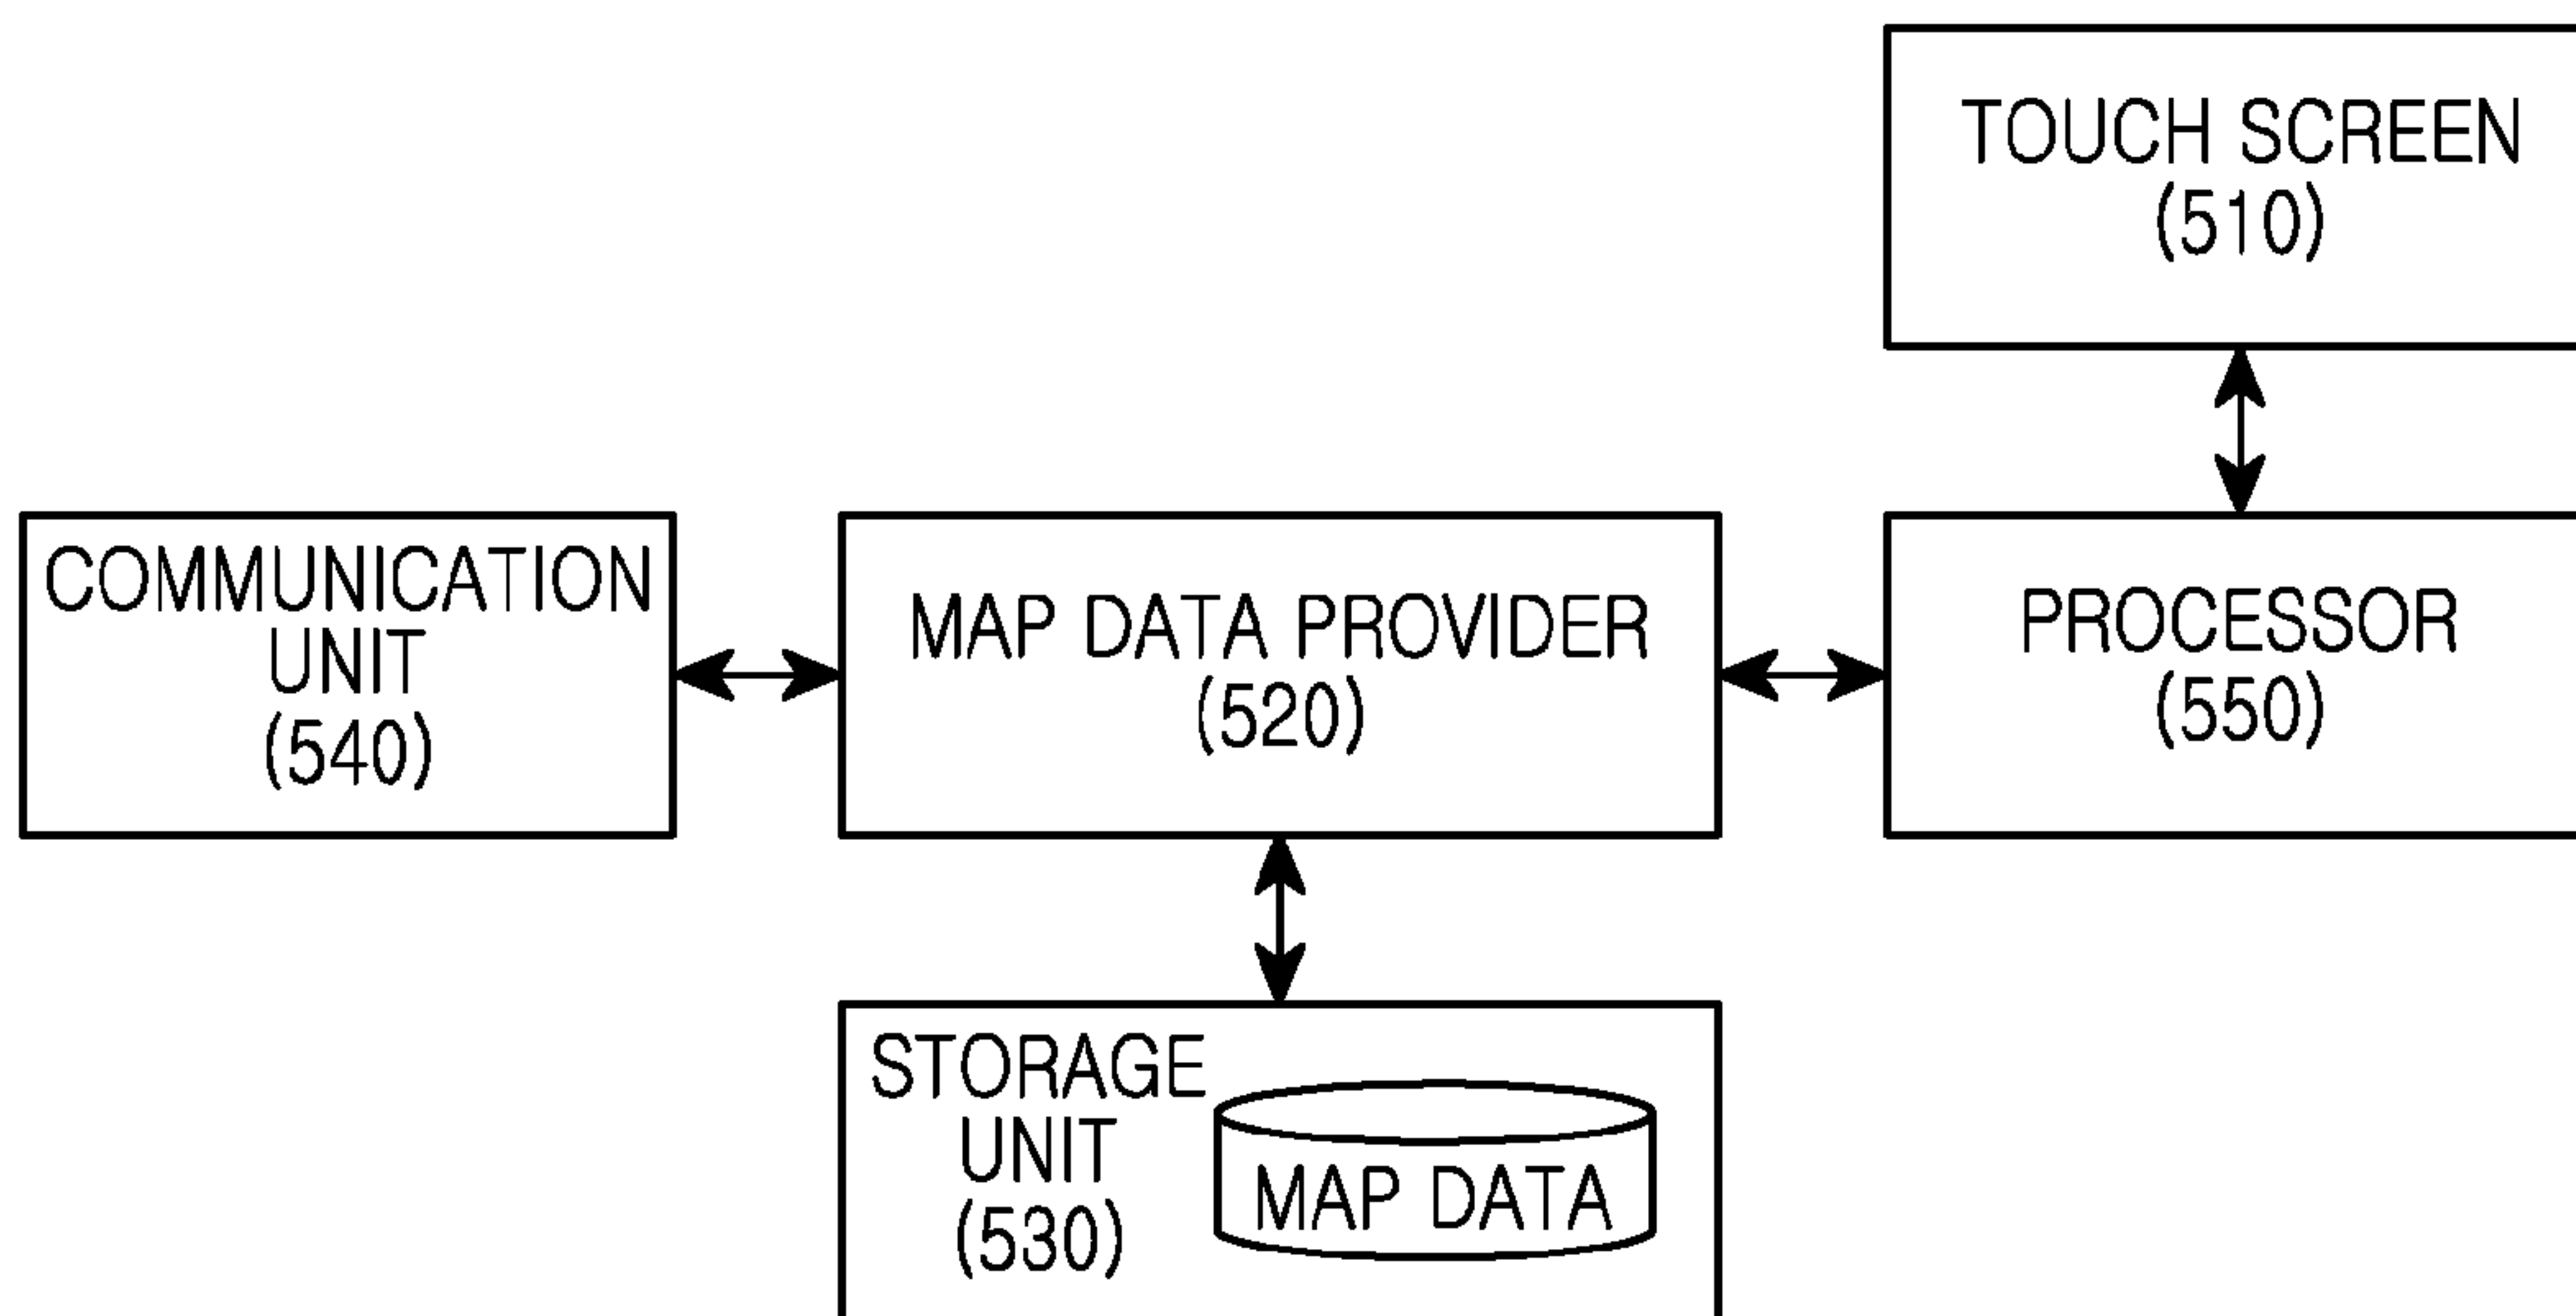 TOUCH SCREEN
(510)
COMMUNICATION
UNIT
(540)
MAP DATA PROVIDER
(520)
PROCESSOR
(550)
STORAGE
UNIT
(530)
MAP DATA